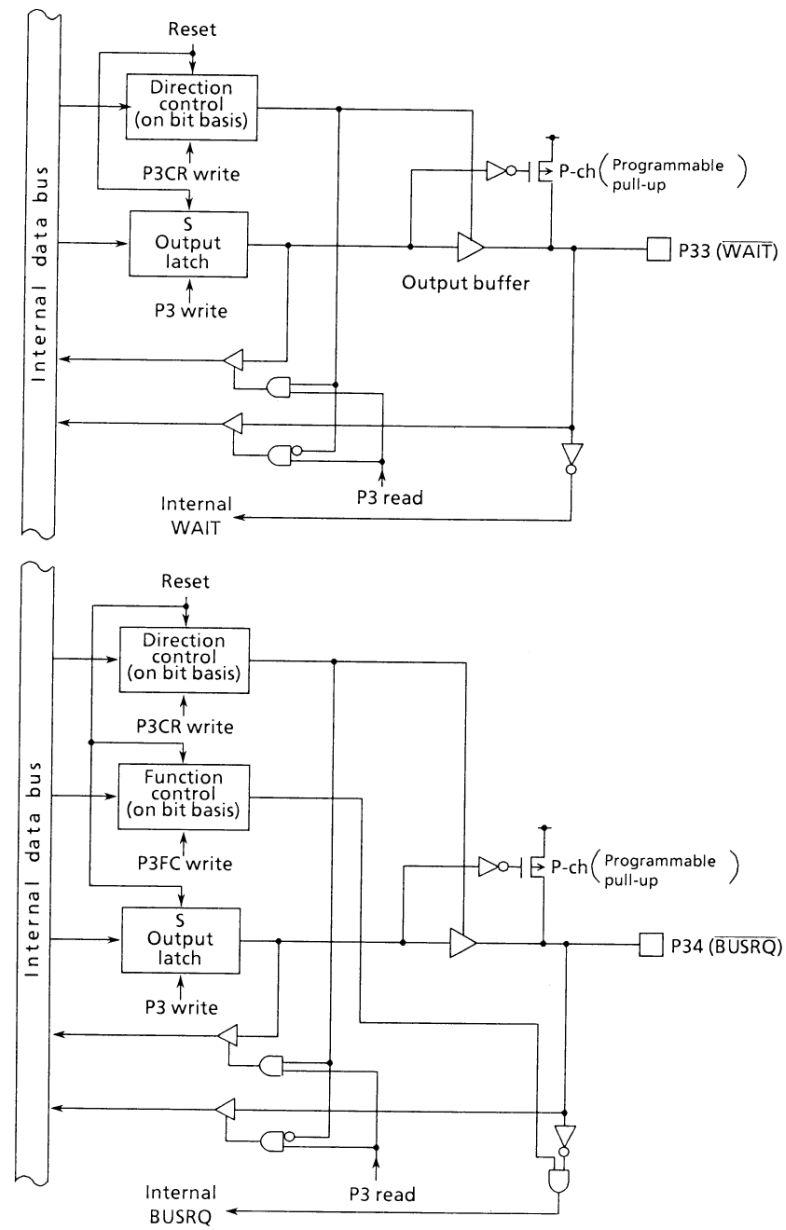 Reset
Direction
control
(on bit basis)
P3CR write
P-ch ( Programmable
pull-up )
S
Output
latch
P33 (W̅A̅I̅T̅)
Output buffer
P3 write
Internal data bus
P3 read
Internal
WAIT
Reset
Direction
control
(on bit basis)
P3CR write
Function
control
(on bit basis)
P3FC write
P-ch ( Programmable
pull-up )
S
Output
latch
P34 (B̅U̅S̅R̅Q̅)
P3 write
Internal data bus
P3 read
Internal
BUSRQ